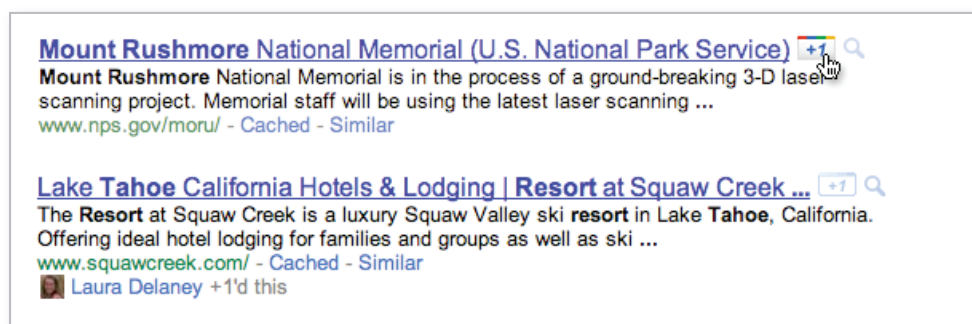 Mount Rushmore National Memorial (U.S. National Park Service) +1
Mount Rushmore National Memorial is in the process of a ground-breaking 3-D laser
scanning project. Memorial staff will be using the latest laser scanning ...
www.nps.gov/moru/ - Cached - Similar
Lake Tahoe California Hotels & Lodging | Resort at Squaw Creek ... +1
The Resort at Squaw Creek is a luxury Squaw Valley ski resort in Lake Tahoe, California.
Offering ideal hotel lodging for families and groups as well as ski ...
www.squawcreek.com/ - Cached - Similar
Laura Delaney +1'd this